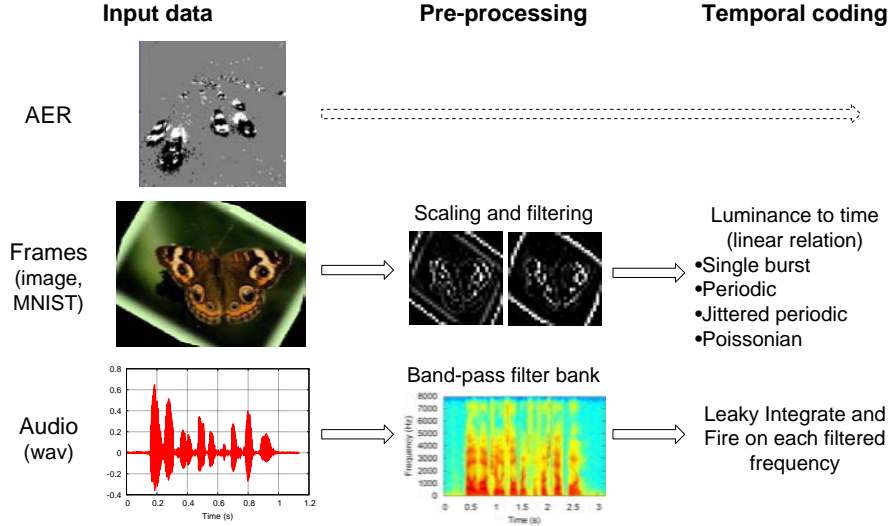 Input data
Pre-processing
Temporal coding
AER
Frames
(image,
MNIST)
Scaling and filtering
Luminance to time
(linear relation)
•Single burst
•Periodic
•Jittered periodic
•Poissonian
Audio
(wav)
0.8
0.6
0.4
0.2
0
-0.2
-0.4
0 0.2 0.4 0.6 0.8 1 1.2
Time (s)
Band-pass filter bank
Frequency (Hz)
8000
7000
6000
5000
4000
3000
2000
1000
0
0 0.5 1 1.5 2 2.5 3
Time (s)
Leaky Integrate and
Fire on each filtered
frequency